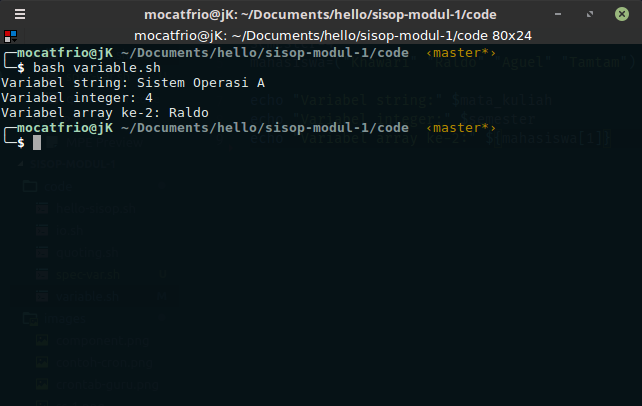 mocatfrio@jK: ~/Documents/hello/sisop-modul-1/code
mocatfrio@jK: ~/Documents/hello/sisop-modul-1/code 80x24
╭─mocatfrio@jK ~/Documents/hello/sisop-modul-1/code ‹master*›
╰─$ bash variable.sh
Variabel string: Sistem Operasi A
Variabel integer: 4
Variabel array ke-2: Raldo
╭─mocatfrio@jK ~/Documents/hello/sisop-modul-1/code ‹master*›
╰─$